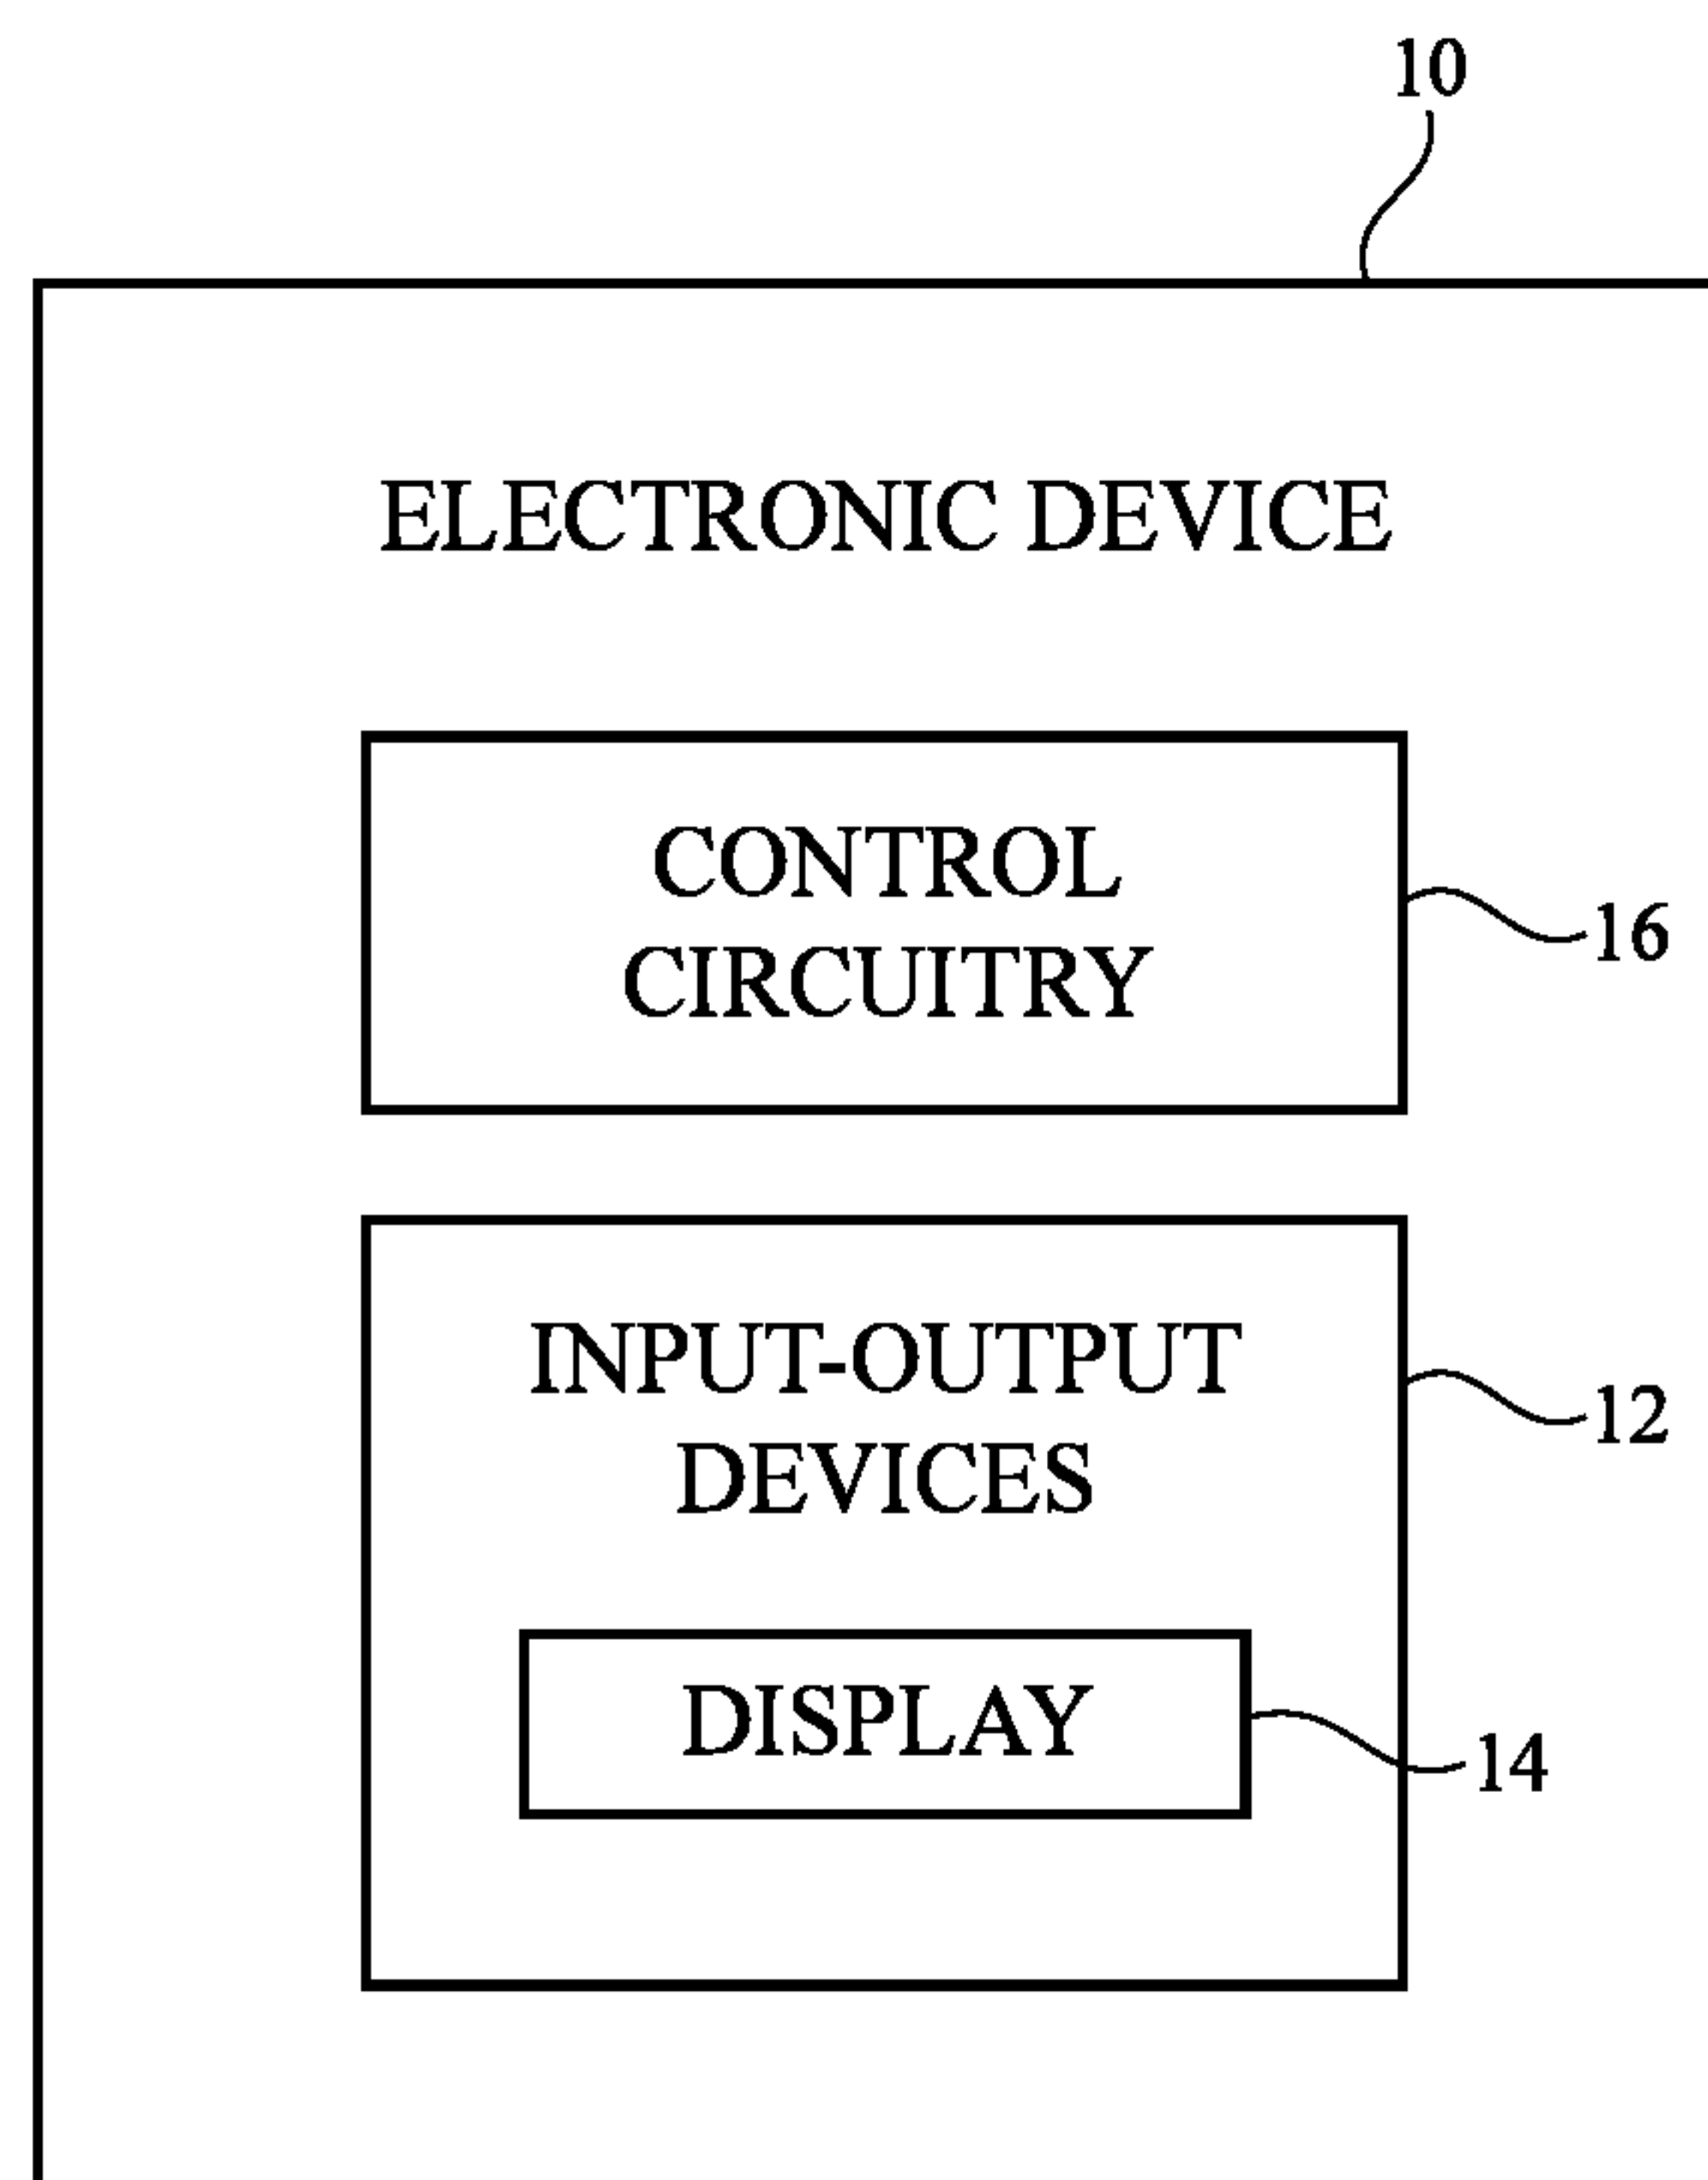 10
ELECTRONIC DEVICE
CONTROL
CIRCUITRY
16
INPUT-OUTPUT
DEVICES
12
DISPLAY
14